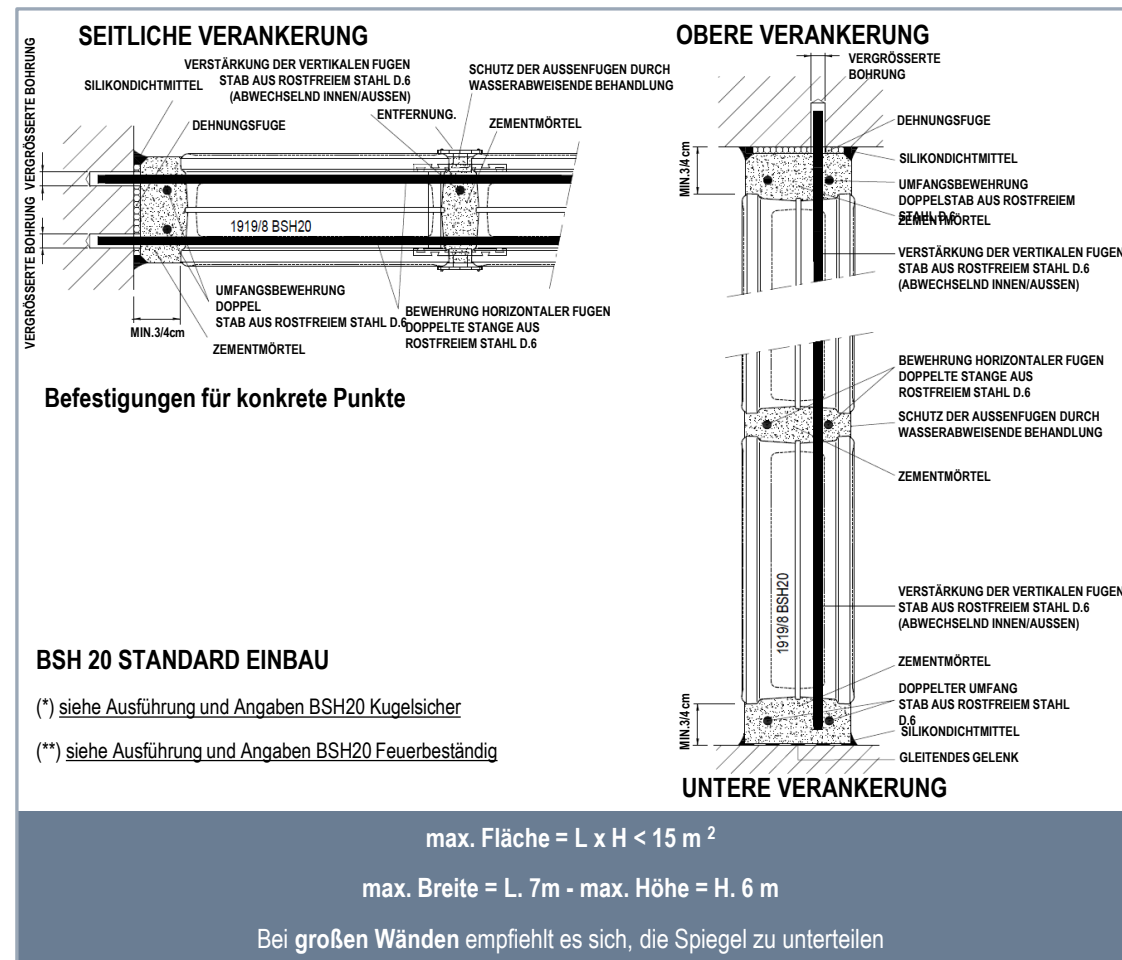 SEITLICHE VERANKERUNG
VERSTÄRKUNG DER VERTIKALEN FUGEN
STAB AUS ROSTFREIEM STAHL D.6
(ABWECHSELND INNEN/AUSSEN)
SILIKONDICHTMITTEL
DEHNUNGSFUGE
ENTFERNUNG.
SCHUTZ DER AUSSENFUGEN DURCH
WASSERABWEISENDE BEHANDLUNG
ZEMENTMÖRTEL
VERGRÖSSERTE BOHRUNG
VERGRÖSSERTE BOHRUNG
1919/8 BSH20
MIN.3/4cm
UMFANGSBEWEHRUNG
DOPPEL
STAB AUS ROSTFREIEM STAHL D.6
ZEMENTMÖRTEL
BEWEHRUNG HORIZONTALER FUGEN
DOPPELTE STANGE AUS
ROSTFREIEM STAHL D.6
Befestigungen für konkrete Punkte
BSH 20 STANDARD EINBAU
(*) siehe Ausführung und Angaben BSH20 Kugelsicher
(**) siehe Ausführung und Angaben BSH20 Feuerbeständig
OBERE VERANKERUNG
VERGRÖSSERTE
BOHRUNG
DEHNUNGSFUGE
SILIKONDICHTMITTEL
MIN.3/4 cm
UMFANGSBEWEHRUNG
DOPPELSTAB AUS ROSTFREIEM
STAHL D.6
ZEMENTMÖRTEL
VERSTÄRKUNG DER VERTIKALEN FUGEN
STAB AUS ROSTFREIEM STAHL D.6
(ABWECHSELND INNEN/AUSSEN)
BEWEHRUNG HORIZONTALER FUGEN
DOPPELTE STANGE AUS
ROSTFREIEM STAHL D.6
SCHUTZ DER AUSSENFUGEN DURCH
WASSERABWEISENDE BEHANDLUNG
ZEMENTMÖRTEL
1919/8 BSH20
VERSTÄRKUNG DER VERTIKALEN FUGEN
STAB AUS ROSTFREIEM STAHL D.6
(ABWECHSELND INNEN/AUSSEN)
ZEMENTMÖRTEL
MIN.3/4 cm
DOPPELTER UMFANG
STAB AUS ROSTFREIEM STAHL
D.6
SILIKONDICHTMITTEL
GLEITENDES GELENK
UNTERE VERANKERUNG
max. Fläche = L x H < 15 m ²
max. Breite = L. 7m - max. Höhe = H. 6 m
Bei großen Wänden empfiehlt es sich, die Spiegel zu unterteilen